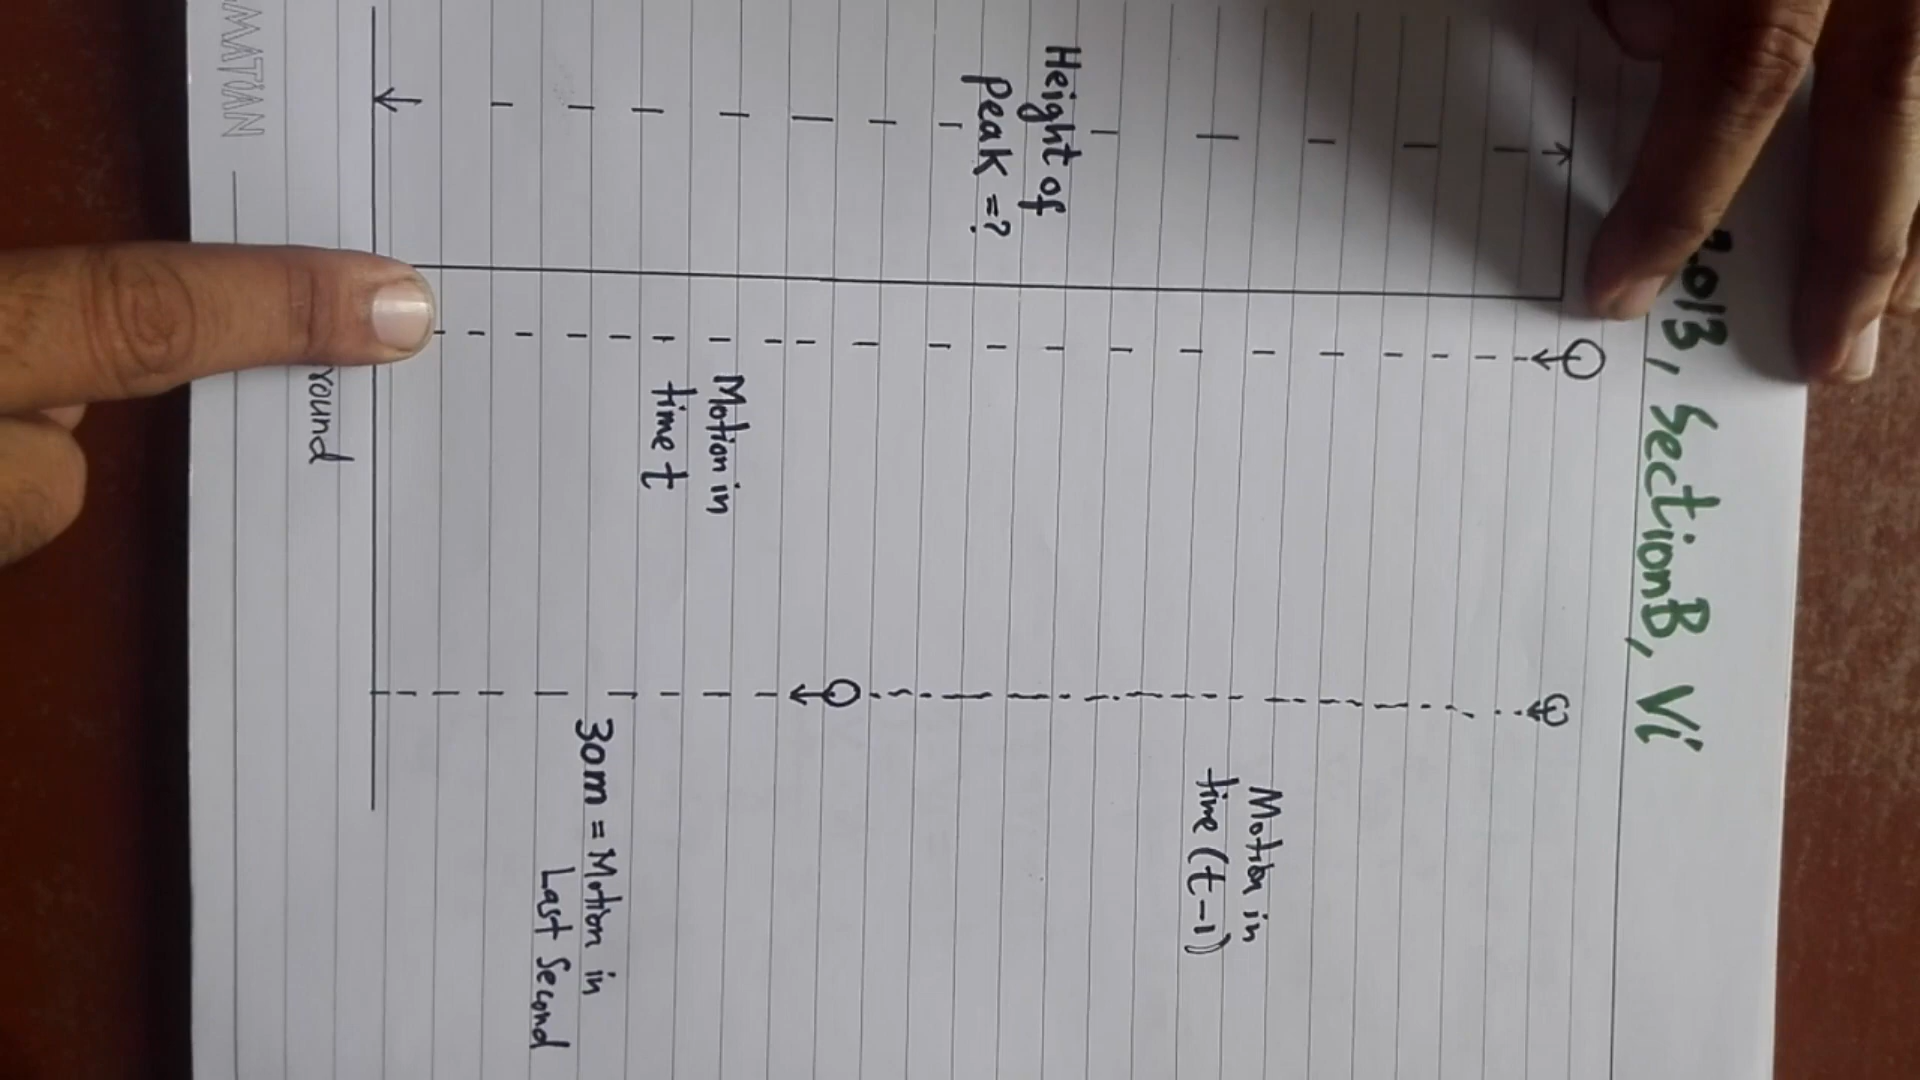 2013, Section B, Vi
Height of
peak = ?
Motion in
time t
Motion in
time (t-1)
30m = Motion in
Last Second
round
MATIAN